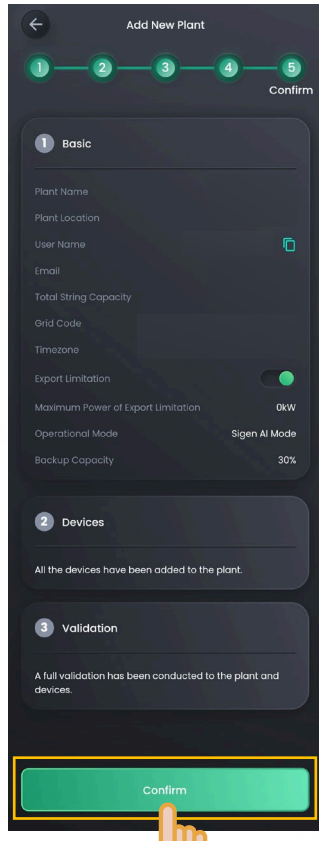 Add New Plant
1 2 3 4 5
Confirm
1 Basic
Plant Name
Plant Location
User Name
Email
Total String Capacity
Grid Code
Timezone
Export Limitation
Maximum Power of Export Limitation 0kW
Operational Mode Sigen AI Mode
Backup Capacity 30%
2 Devices
All the devices have been added to the plant.
3 Validation
A full validation has been conducted to the plant and
devices.
Confirm